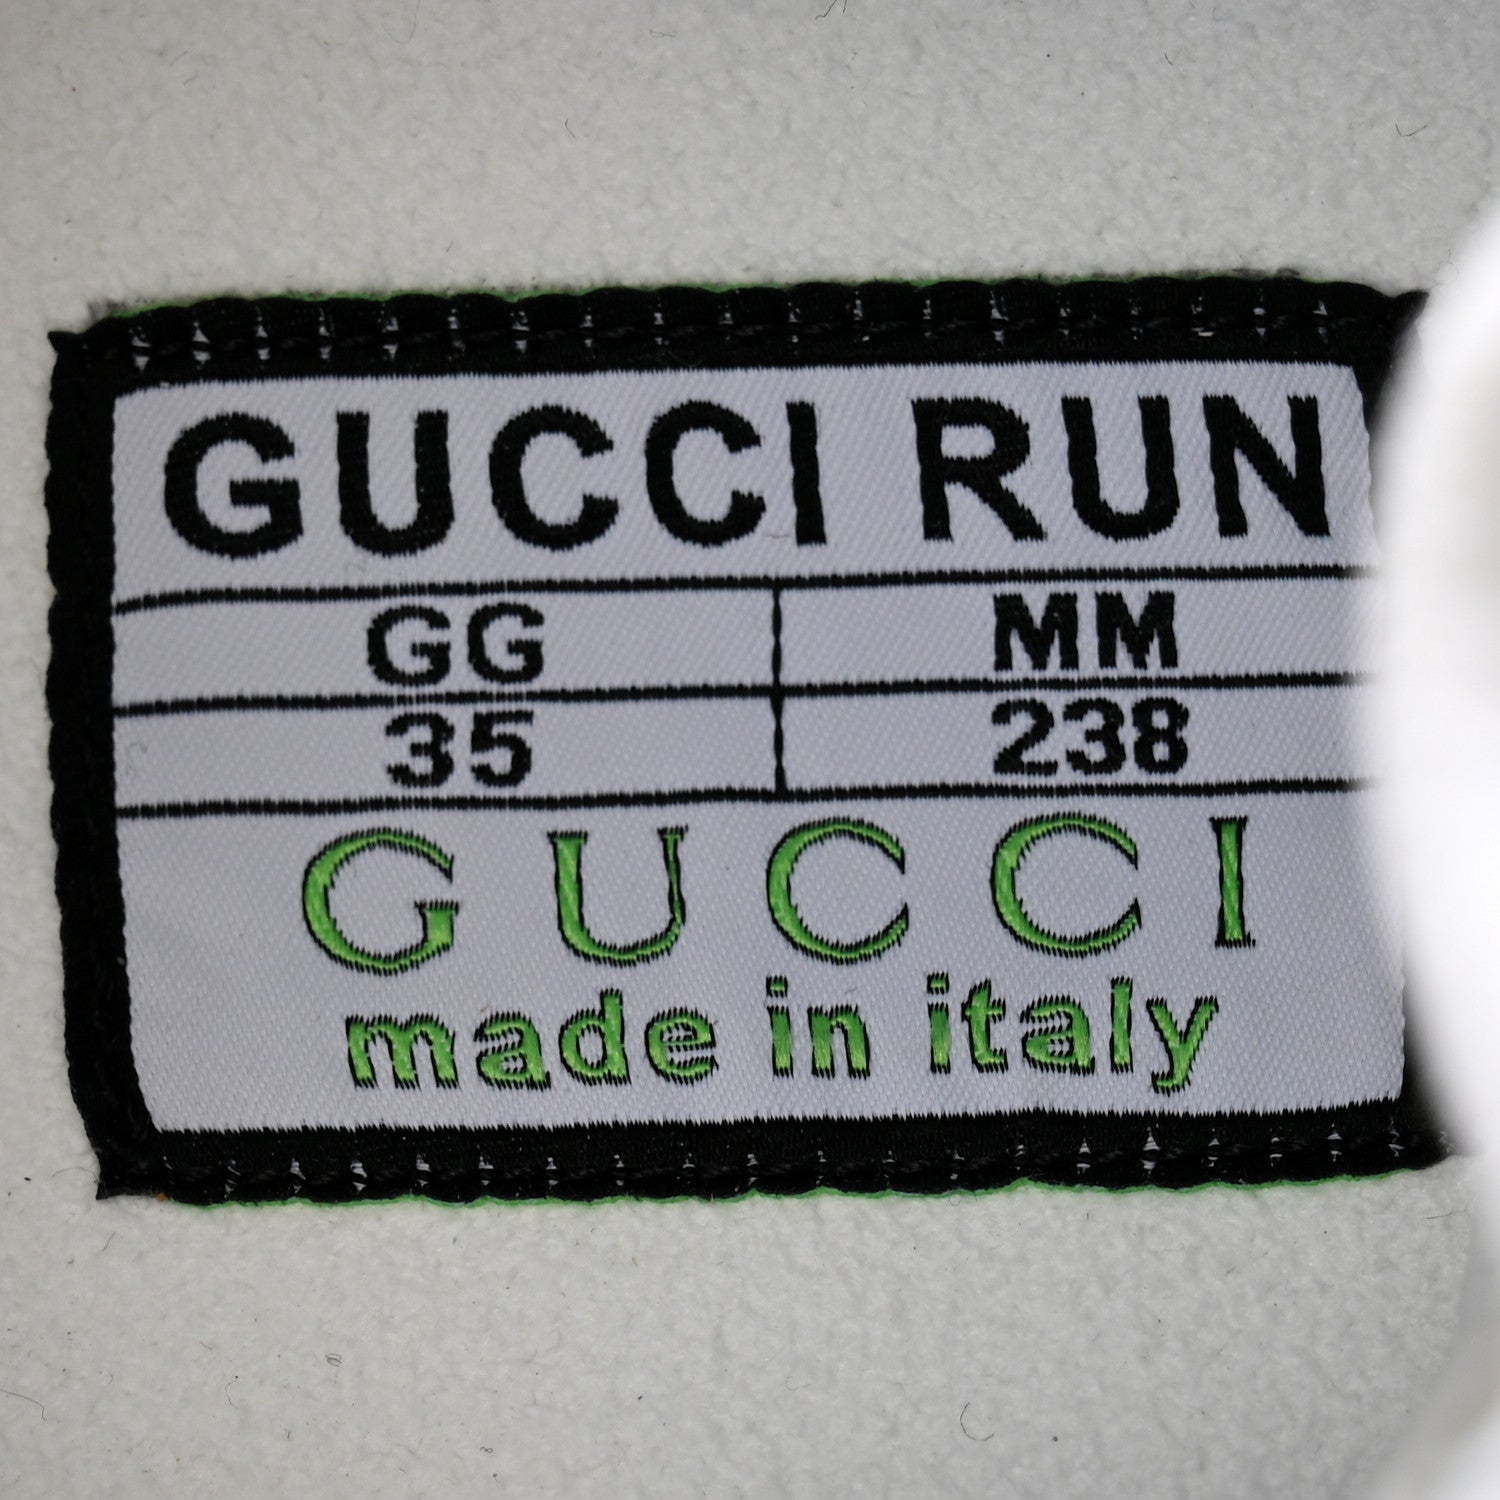 GUCCI RUN
GG MM
35 238
GUCCI
made in italy